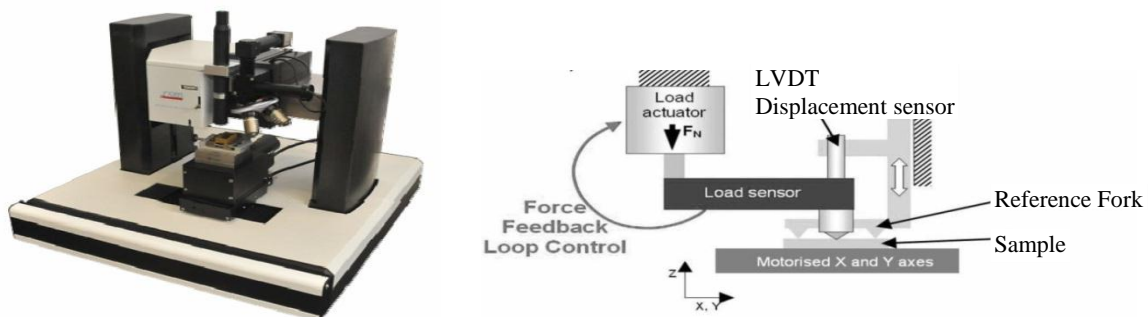 LVDT
Displacement sensor
Load
actuator
F_N
Load sensor
Force
Feedback
Loop Control
Reference Fork
Sample
Motorised X and Y axes
Z
X, Y